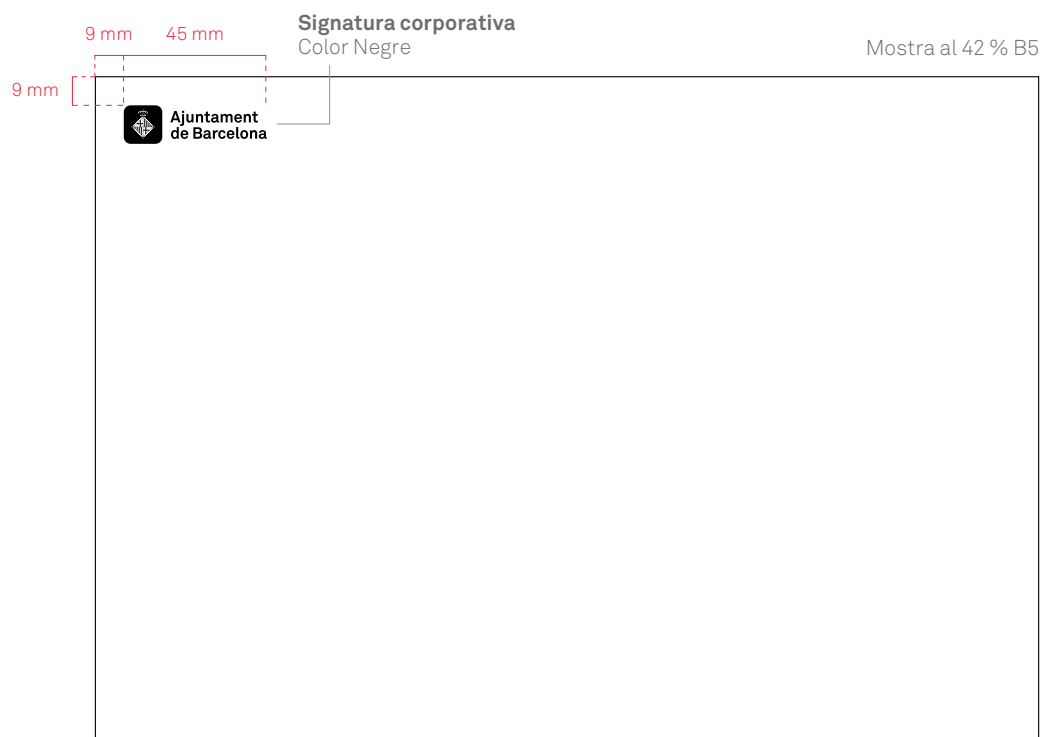 Signatura corporativa
9 mm 45 mm
Color Negre
Mostra al 42 % B5
9 mm
Ajuntament
de Barcelona